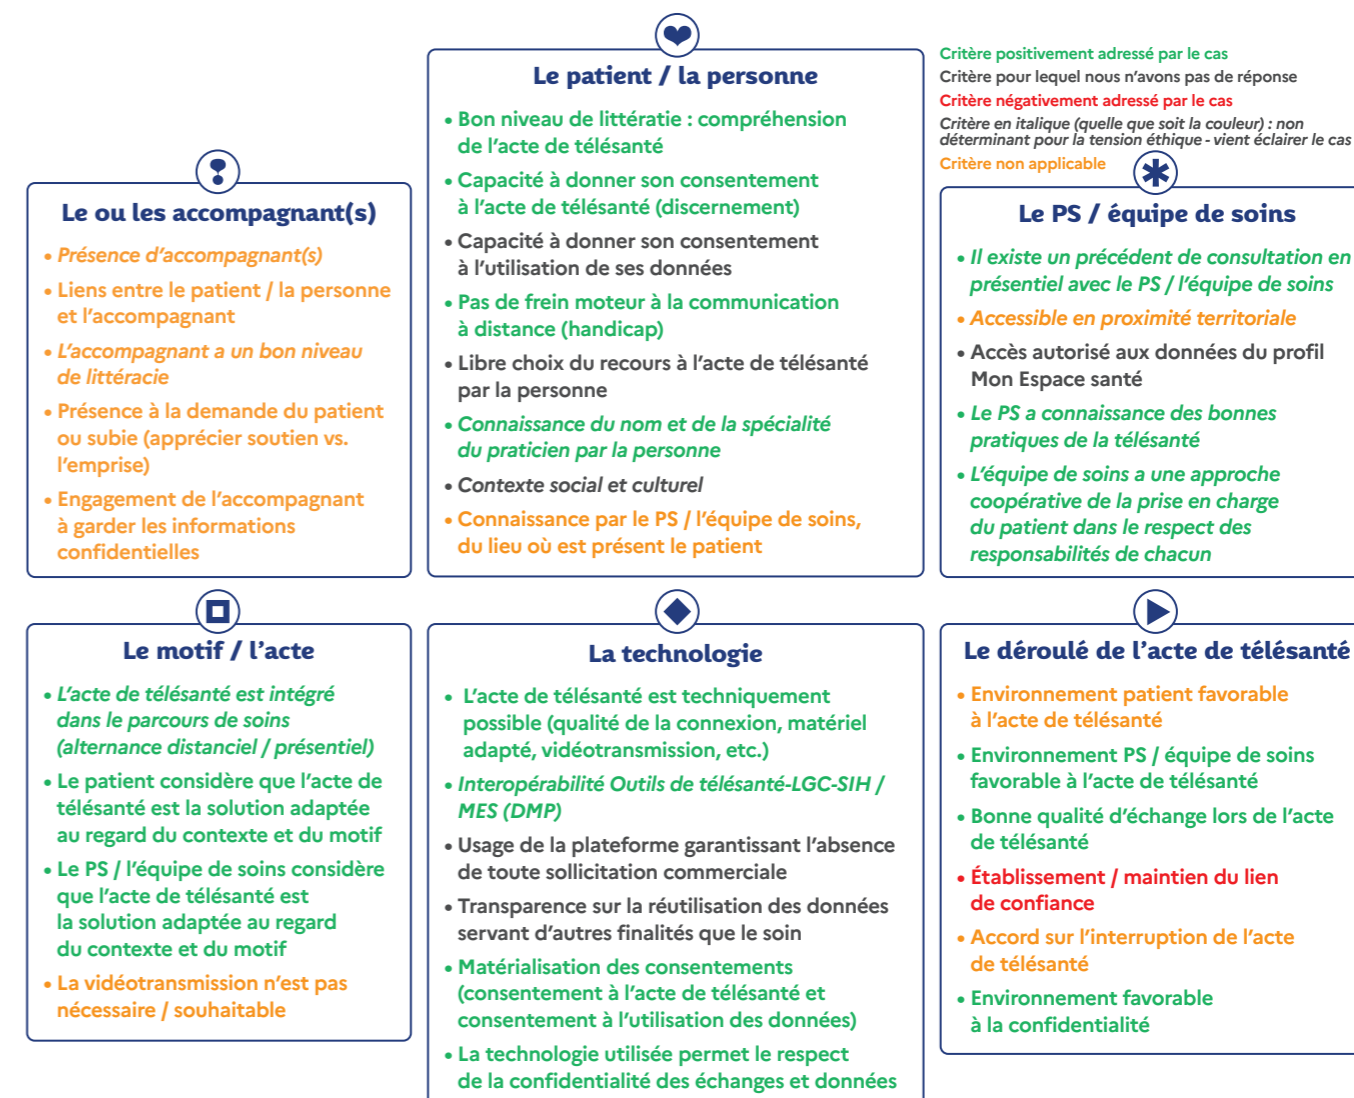 Le patient / la personne
• Bon niveau de littératie : compréhension
de l'acte de télésanté
• Capacité à donner son consentement
à l'acte de télésanté (discernement)
• Capacité à donner son consentement
à l'utilisation de ses données
• Pas de frein moteur à la communication
à distance (handicap)
• Libre choix du recours à l'acte de télésanté
par la personne
• Connaissance du nom et de la spécialité
du praticien par la personne
• Contexte social et culturel
• Connaissance par le PS / l'équipe de soins,
du lieu où est présent le patient
Critère positivement adressé par le cas
Critère pour lequel nous n'avons pas de réponse
Critère négativement adressé par le cas
Critère en italique (quelle que soit la couleur) : non
déterminant pour la tension éthique - vient éclairer le cas
Critère non applicable
Le ou les accompagnant(s)
• Présence d'accompagnant(s)
• Liens entre le patient / la personne
et l'accompagnant
• L'accompagnant a un bon niveau
de littéracie
• Présence à la demande du patient
ou subie (apprécier soutien vs.
l'emprise)
• Engagement de l'accompagnant
à garder les informations
confidentielles
Le PS / équipe de soins
• Il existe un précédent de consultation en
présentiel avec le PS / l'équipe de soins
• Accessible en proximité territoriale
• Accès autorisé aux données du profil
Mon Espace santé
• Le PS a connaissance des bonnes
pratiques de la télésanté
• L'équipe de soins a une approche
coopérative de la prise en charge
du patient dans le respect des
responsabilités de chacun
Le motif / l'acte
• L'acte de télésanté est intégré
dans le parcours de soins
(alternance distanciel / présentiel)
• Le patient considère que l'acte de
télésanté est la solution adaptée
au regard du contexte et du motif
• Le PS / l'équipe de soins considère
que l'acte de télésanté est
la solution adaptée au regard
du contexte et du motif
• La vidéotransmission n'est pas
nécessaire / souhaitable
La technologie
• L'acte de télésanté est techniquement
possible (qualité de la connexion, matériel
adapté, vidéotransmission, etc.)
• Interopérabilité Outils de télésanté-LGC-SIH /
MES (DMP)
• Usage de la plateforme garantissant l'absence
de toute sollicitation commerciale
• Transparence sur la réutilisation des données
servant d'autres finalités que le soin
• Matérialisation des consentements
(consentement à l'acte de télésanté et
consentement à l'utilisation des données)
• La technologie utilisée permet le respect
de la confidentialité des échanges et données
Le déroulé de l'acte de télésanté
• Environnement patient favorable
à l'acte de télésanté
• Environnement PS / équipe de soins
favorable à l'acte de télésanté
• Bonne qualité d'échange lors de l'acte
de télésanté
• Établissement / maintien du lien
de confiance
• Accord sur l'interruption de l'acte
de télésanté
• Environnement favorable
à la confidentialité